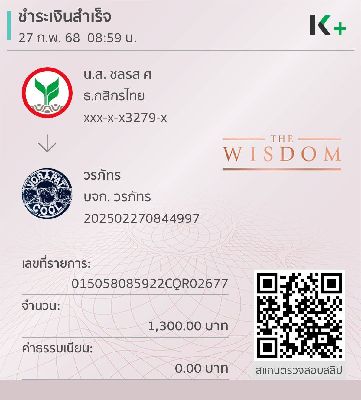 ชำระเงินสำเร็จ
27 ก.พ. 68 08:59 น.
K+
น.ส. ชลรส ศ
ธ.กสิกรไทย
xxx-x-x3279-x
THE
WISDOM
วรภัทร
บจก. วรภัทร
202502270844997
เลขที่รายการ:
015058085922CQR02677
จำนวน:
1,300.00 บาท
ค่าธรรมเนียม:
0.00 บาท
สแกนตรวจสอบสลิป